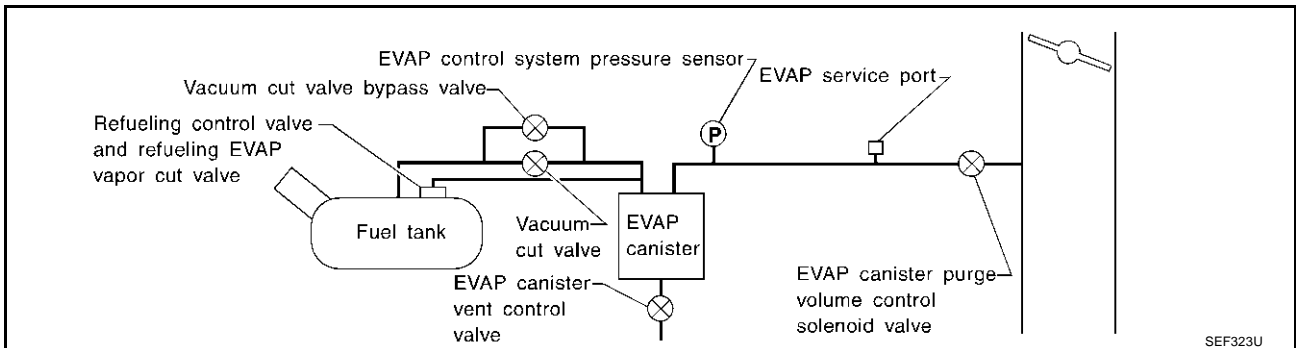 EVAP control system pressure sensor
EVAP service port
Vacuum cut valve bypass valve
Refueling control valve
and refueling EVAP
vapor cut valve
P
Fuel tank
Vacuum
cut valve
EVAP
canister
EVAP canister
vent control
valve
EVAP canister purge
volume control
solenoid valve
SEF323U